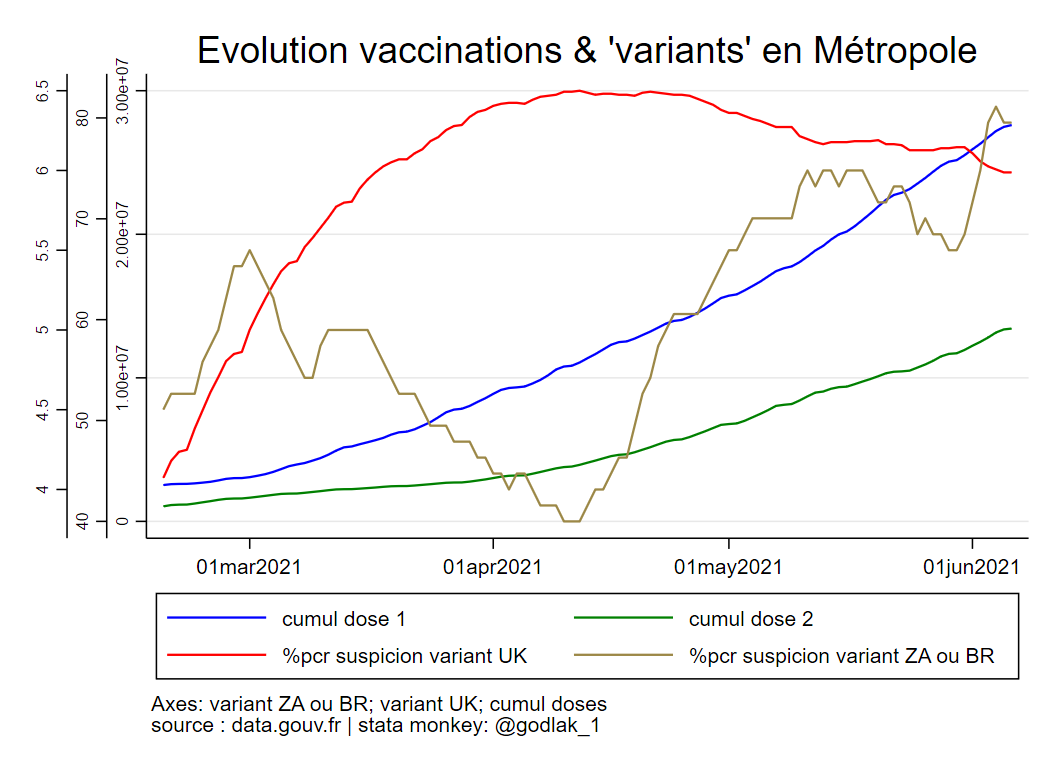 Evolution vaccinations & 'variants' en Métropole
6.5
6
5.5
5
4.5
4
80
70
60
50
40
3.00e+07
2.00e+07
1.00e+07
0
01mar2021 01apr2021 01may2021 01jun2021
cumul dose 1 cumul dose 2
%pcr suspicion variant UK %pcr suspicion variant ZA ou BR
Axes: variant ZA ou BR; variant UK; cumul doses
source : data.gouv.fr | stata monkey: @godlak_1